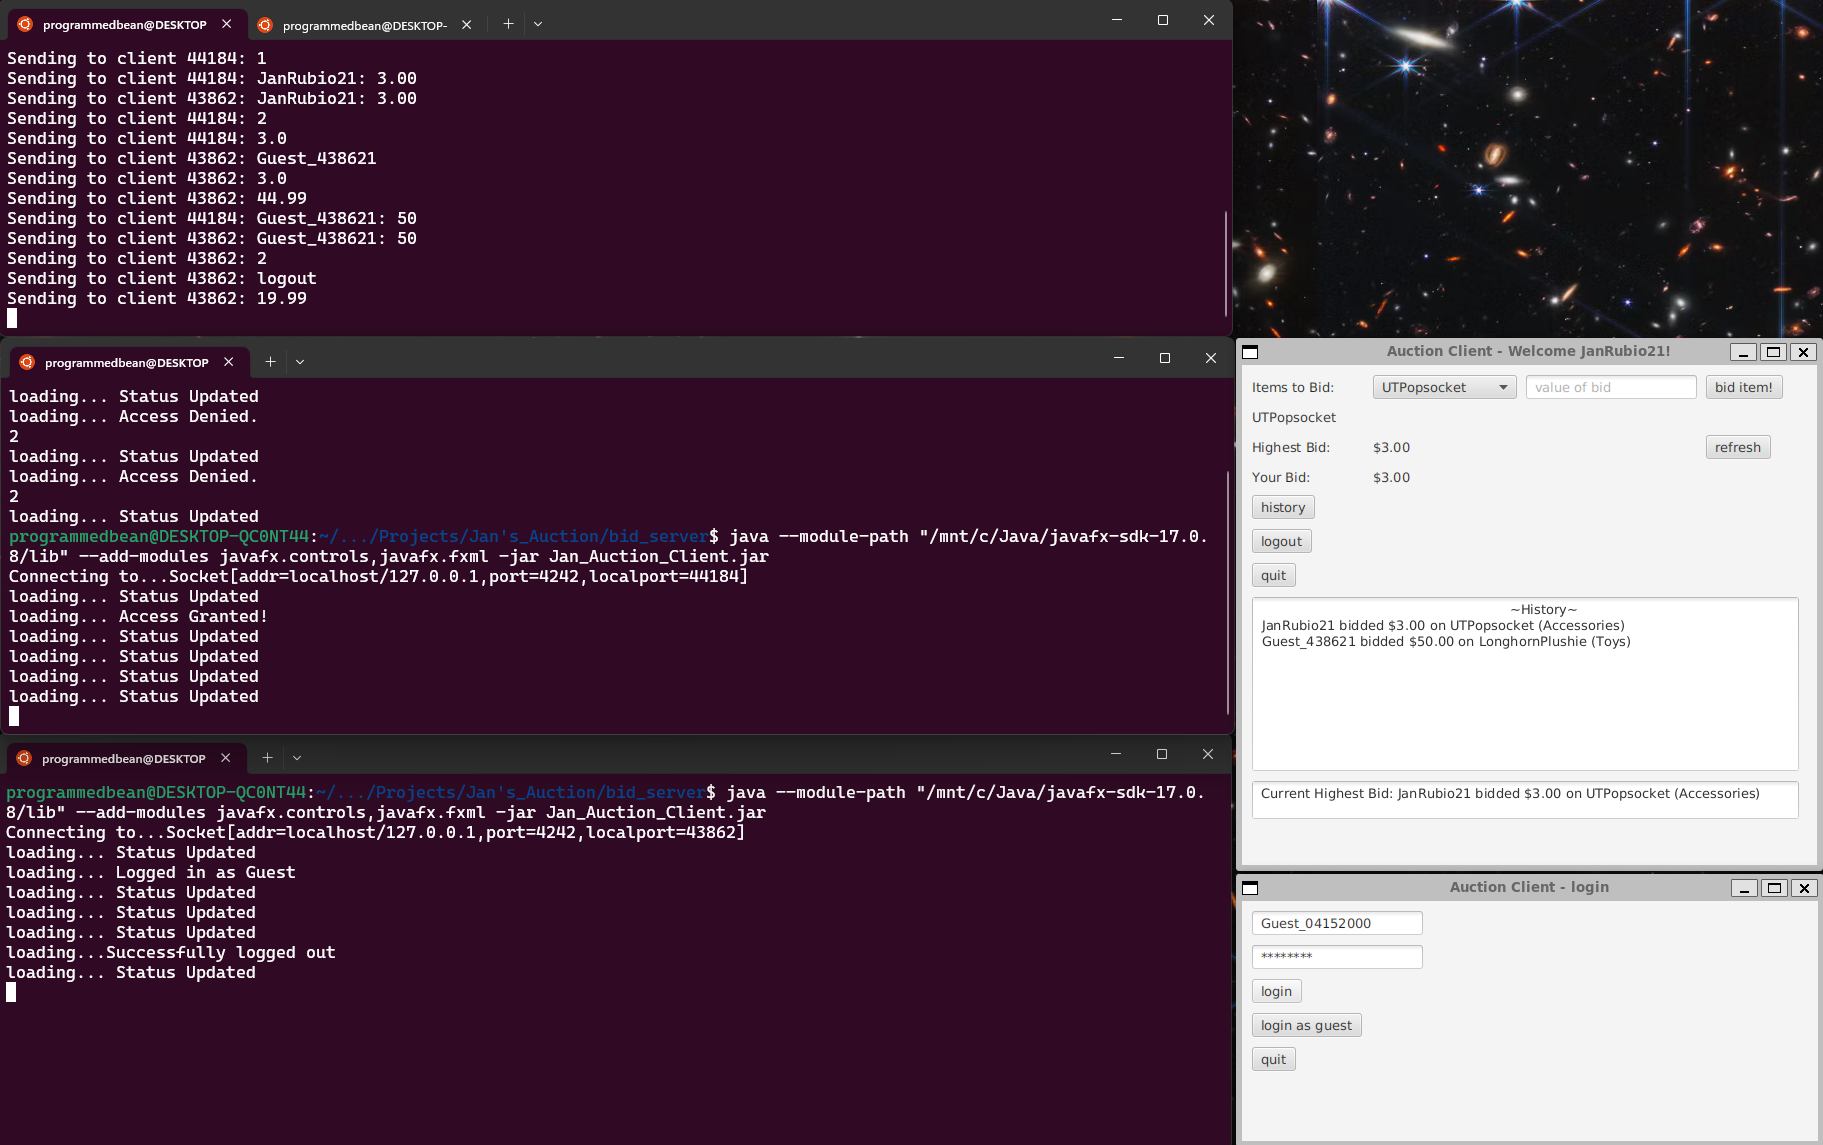 programmedbean@DESKTOP
programmedbean@DESKTOP-
Sending to client 44184: 1
Sending to client 44184: JanRubio21: 3.00
Sending to client 43862: JanRubio21: 3.00
Sending to client 44184: 2
Sending to client 44184: 3.0
Sending to client 43862: Guest_438621
Sending to client 43862: 3.0
Sending to client 43862: 44.99
Sending to client 44184: Guest_438621: 50
Sending to client 43862: Guest_438621: 50
Sending to client 43862: 2
Sending to client 43862: logout
Sending to client 43862: 19.99
programmedbean@DESKTOP
loading... Status Updated
loading... Access Denied.
2
loading... Status Updated
loading... Access Denied.
2
loading... Status Updated
programmedbean@DESKTOP-QC0NT44:~/.../Projects/Jan's_Auction/bid_server$ java --module-path "/mnt/c/Java/javafx-sdk-17.0.
8/lib" --add-modules javafx.controls,javafx.fxml -jar Jan_Auction_Client.jar
Connecting to...Socket[addr=localhost/127.0.0.1,port=4242,localport=44184]
loading... Status Updated
loading... Access Granted!
loading... Status Updated
loading... Status Updated
loading... Status Updated
loading... Status Updated
programmedbean@DESKTOP
programmedbean@DESKTOP-QC0NT44:~/.../Projects/Jan's_Auction/bid_server$ java --module-path "/mnt/c/Java/javafx-sdk-17.0.
8/lib" --add-modules javafx.controls,javafx.fxml -jar Jan_Auction_Client.jar
Connecting to...Socket[addr=localhost/127.0.0.1,port=4242,localport=43862]
loading... Status Updated
loading... Logged in as Guest
loading... Status Updated
loading... Status Updated
loading... Status Updated
loading...Successfully logged out
loading... Status Updated
Auction Client - Welcome JanRubio21!
Items to Bid: UTPopsocket value of bid bid item!
UTPopsocket
Highest Bid: $3.00 refresh
Your Bid: $3.00
history
logout
quit
~History~
JanRubio21 bidded $3.00 on UTPopsocket (Accessories)
Guest_438621 bidded $50.00 on LonghornPlushie (Toys)
Current Highest Bid: JanRubio21 bidded $3.00 on UTPopsocket (Accessories)
Auction Client - login
Guest_04152000
********
login
login as guest
quit